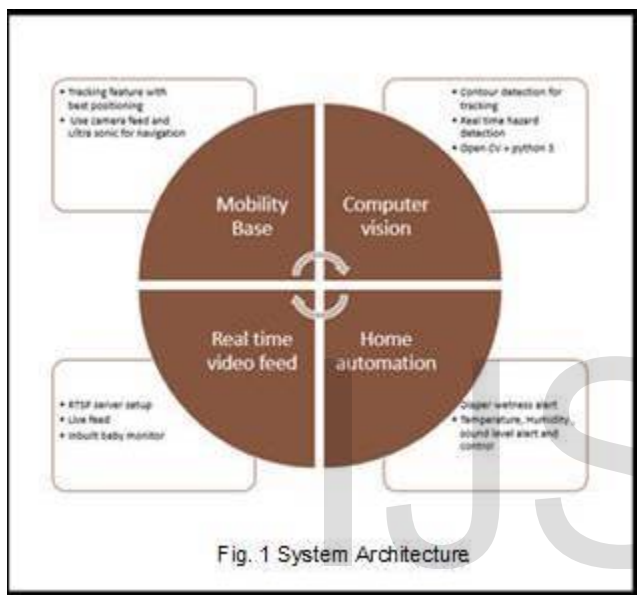 • Tracking feature with
best positioning
• Use camera feed and
ultra sonic for navigation
• Contour detection for
tracking
• Real time hazard
detection
• Open CV + python 3
Mobility
Base
Computer
vision
Real time
video feed
Home
automation
• RTSP server setup
• Live feed
• Inbuilt baby monitor
Diaper wetness alert
• Temperature, Humidity,
sound level alert and
control
IJS
Fig. 1 System Architecture